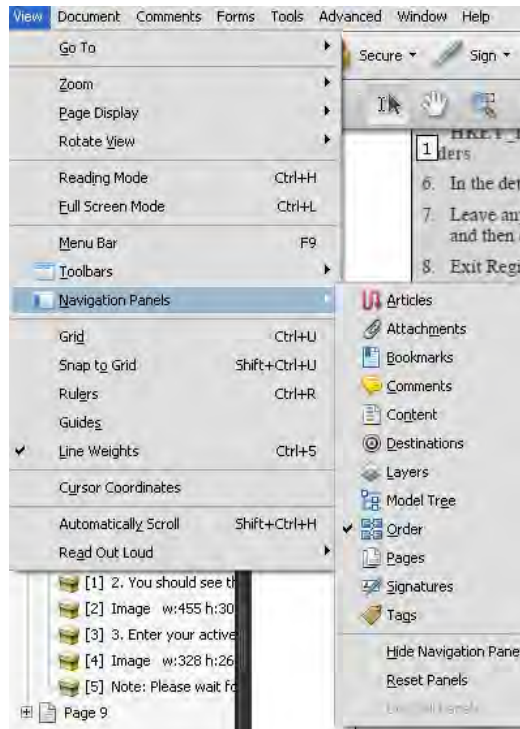 View Document Comments Forms Tools Advanced Window Help
Go To
Zoom
Page Display
Rotate View
Reading Mode Ctrl+H
Full Screen Mode Ctrl+L
Menu Bar F9
Toolbars
Navigation Panels
Grid Ctrl+U
Snap to Grid Shift+Ctrl+U
Rulers Ctrl+R
Guides
Line Weights Ctrl+5
Cursor Coordinates
Automatically Scroll Shift+Ctrl+H
Read Out Loud
Secure Sign
1
ders
6. In the det
7. Leave an
and then
8. Exit Regi
Articles
Attachments
Bookmarks
Comments
Content
Destinations
Layers
Model Tree
Order
Pages
Signatures
Tags
Hide Navigation Pane
Reset Panels
[1] 2. You should see th
[2] Image w:455 h:30
[3] 3. Enter your active
[4] Image w:328 h:26
[5] Note: Please wait fo
Page 9